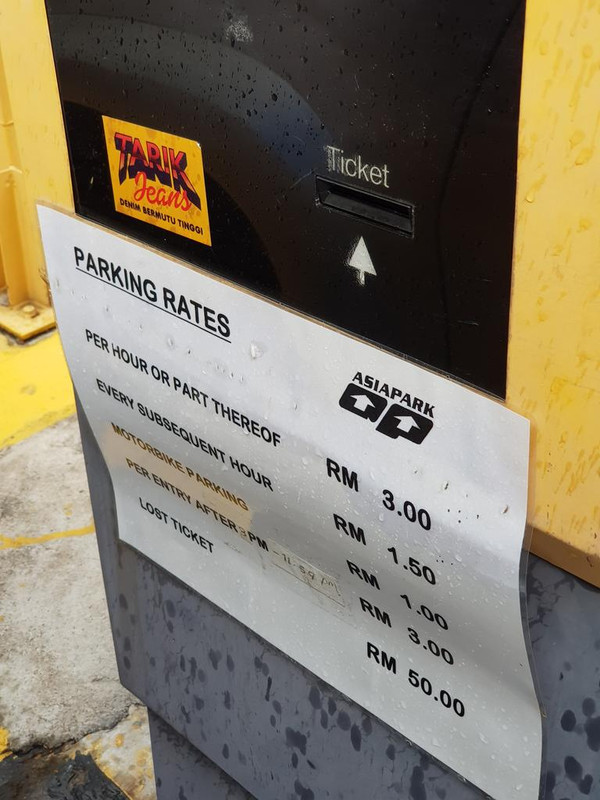 TARIK
Jeans
DENIM BERMUTU TINGGI
Ticket
PARKING RATES
ASIAPARK
PER HOUR OR PART THEREOF RM 3.00
EVERY SUBSEQUENT HOUR RM 1.50
MOTORBIKE PARKING RM 1.00
PER ENTRY AFTER PM RM 3.00
LOST TICKET RM 50.00